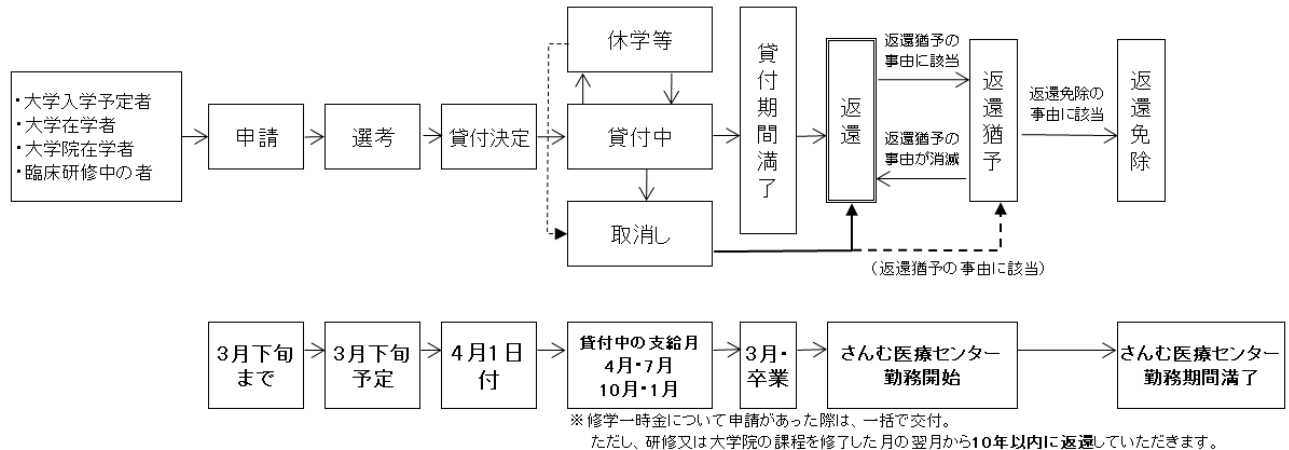 ・大学入学予定者
・大学在学者
・大学院在学者
・臨床研修中の者
申請
選考
貸付決定
休学等
貸付中
取消し
貸付期間満了
返還
返還猶予の
事由に該当
返還猶予の
事由が消滅
返還猶予
返還免除の
事由に該当
返還免除
（返還猶予の事由に該当）
3月下旬
まで
3月下旬
予定
4月1日
付
貸付中の支給月
4月・7月
10月・1月
3月・
卒業
さんむ医療センター
勤務開始
さんむ医療センター
勤務期間満了
※修学一時金について申請があった際は、一括で交付。
ただし、研修又は大学院の課程を修了した月の翌月から10年以内に返還していただきます。